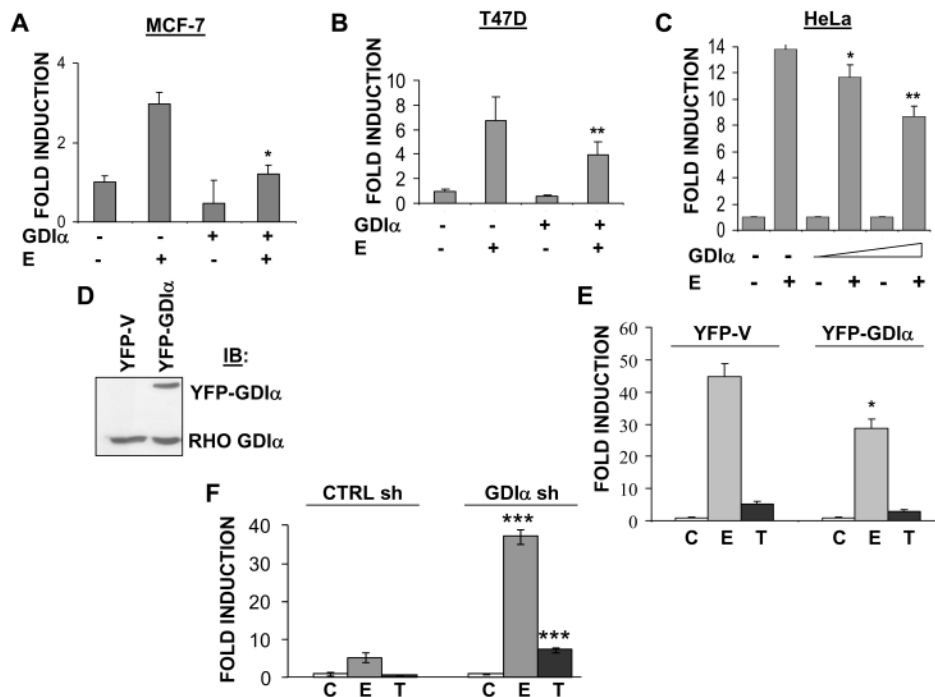 A
MCF-7
FOLD INDUCTION
4
2
0
GDIα - - + +
E - + - +
*
B
T47D
FOLD INDUCTION
10
8
6
4
2
0
GDIα - - + +
E - + - +
**
C
HeLa
FOLD INDUCTION
14
12
10
8
6
4
2
0
*
**
GDIα - -
E - + - + - +
D
YFP-V
YFP-GDIα
IB:
YFP-GDIα
RHO GDIα
E
YFP-V YFP-GDIα
FOLD INDUCTION
60
50
40
30
20
10
0
*
C E T C E T
F
CTRL sh GDIα sh
FOLD INDUCTION
40
30
20
10
0
***
***
C E T C E T